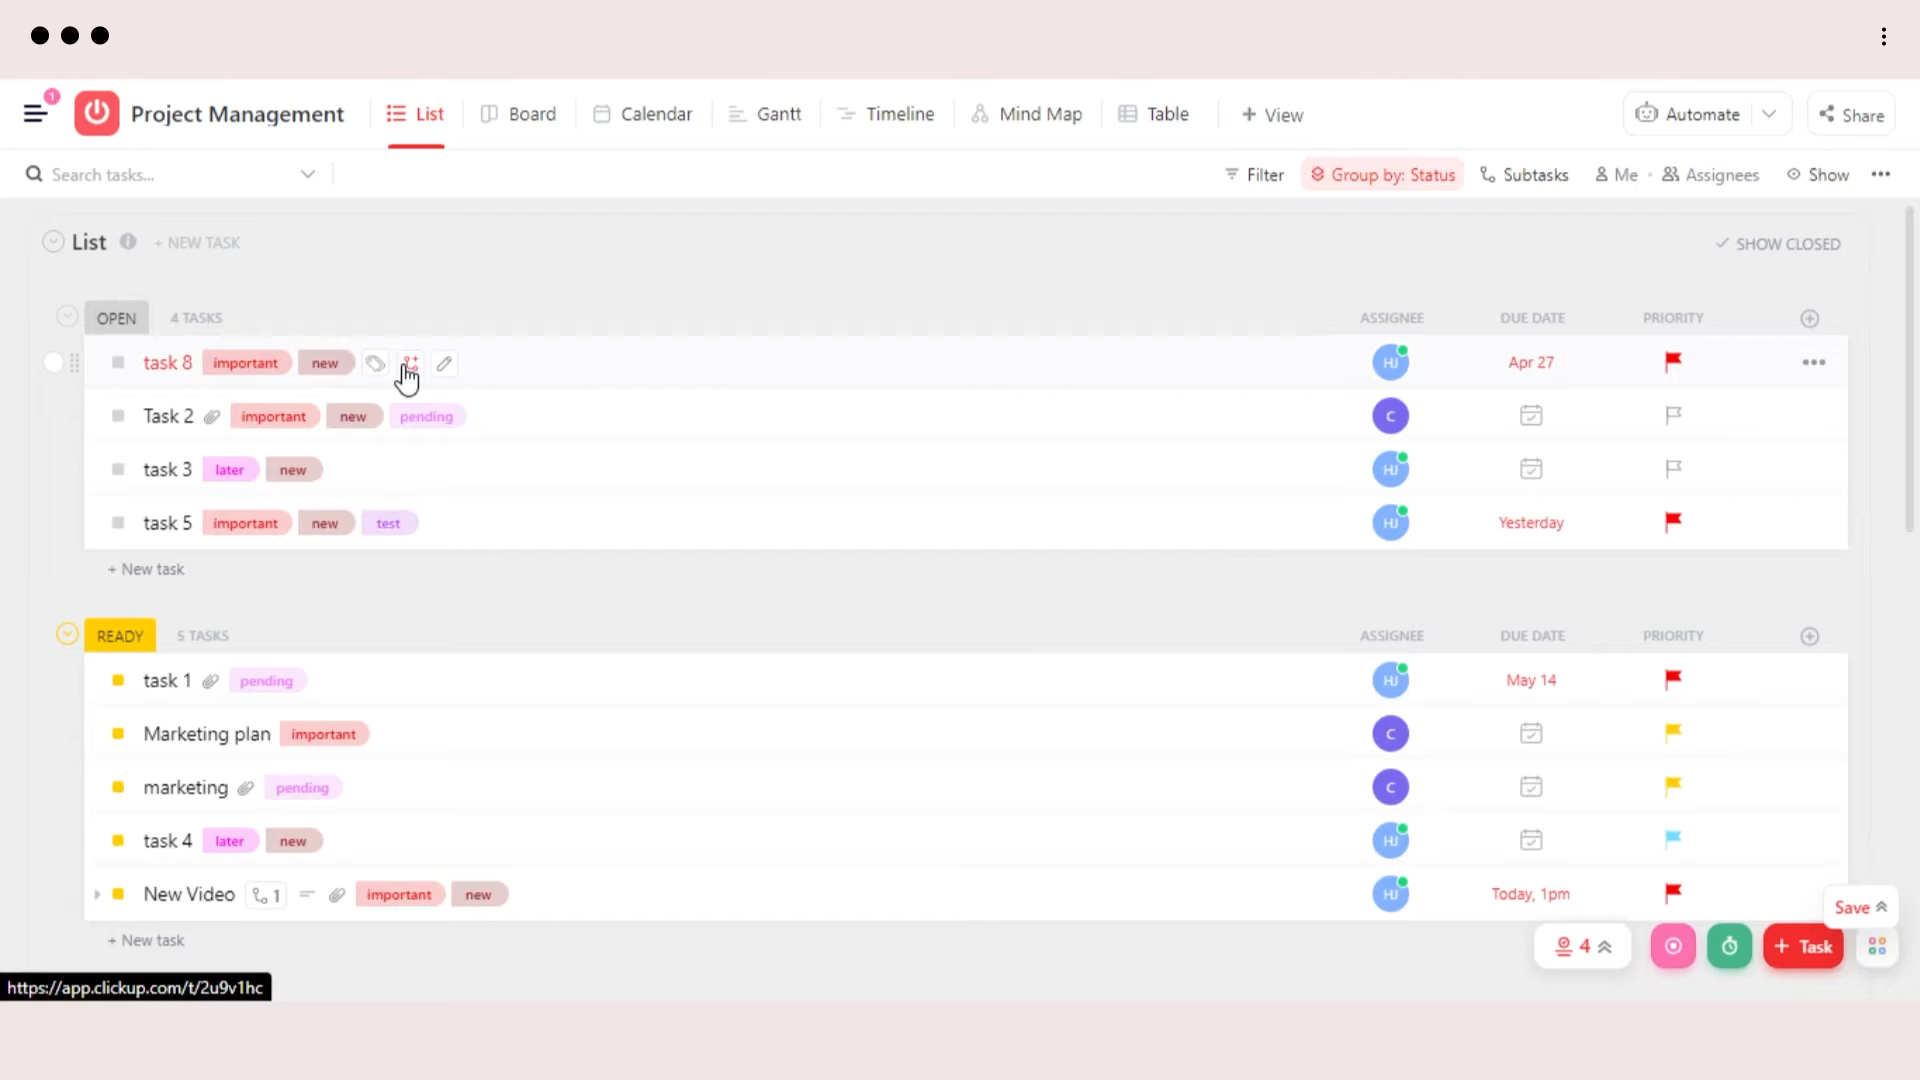 1
Project Management List Board Calendar Gantt Timeline Mind Map Table + View Automate Share
Search tasks... Filter Group by: Status Subtasks Me Assignees Show
List + NEW TASK SHOW CLOSED
OPEN 4 TASKS ASSIGNEE DUE DATE PRIORITY
task 8 important new HJ Apr 27
Task 2 important new pending C
task 3 later new HJ
task 5 important new test HJ Yesterday
+ New task
READY 5 TASKS ASSIGNEE DUE DATE PRIORITY
task 1 pending HJ May 14
Marketing plan important C
marketing pending C
task 4 later new HJ
New Video 1 important new HJ Today, 1pm
Save
+ New task 4 + Task
https://app.clickup.com/t/2u9v1hc